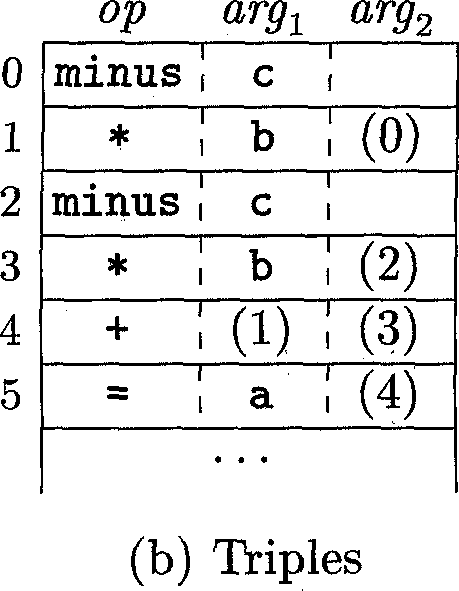 op arg1 arg2
0 minus c
1 * b (0)
2 minus c
3 * b (2)
4 + (1) (3)
5 = a (4)
...
(b) Triples